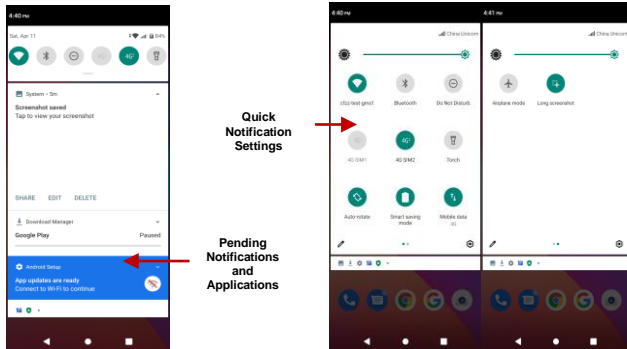 4:40 PM
Sat, Apr 11
84%
4G²
System • 5m
Screenshot saved
Tap to view your screenshot
SHARE EDIT DELETE
Download Manager
Google Play Paused
Android Setup
App updates are ready
Connect to Wi-Fi to continue
Quick
Notification
Settings
Pending
Notifications
and
Applications
4:40 PM
China Unicom
Bluetooth
Do Not Disturb
4G²
4G SIM1
4G SIM2
Torch
Auto-rotate
Smart saving
mode
Mobile data
4G
4:41 PM
China Unicom
Airplane mode
Long screenshot